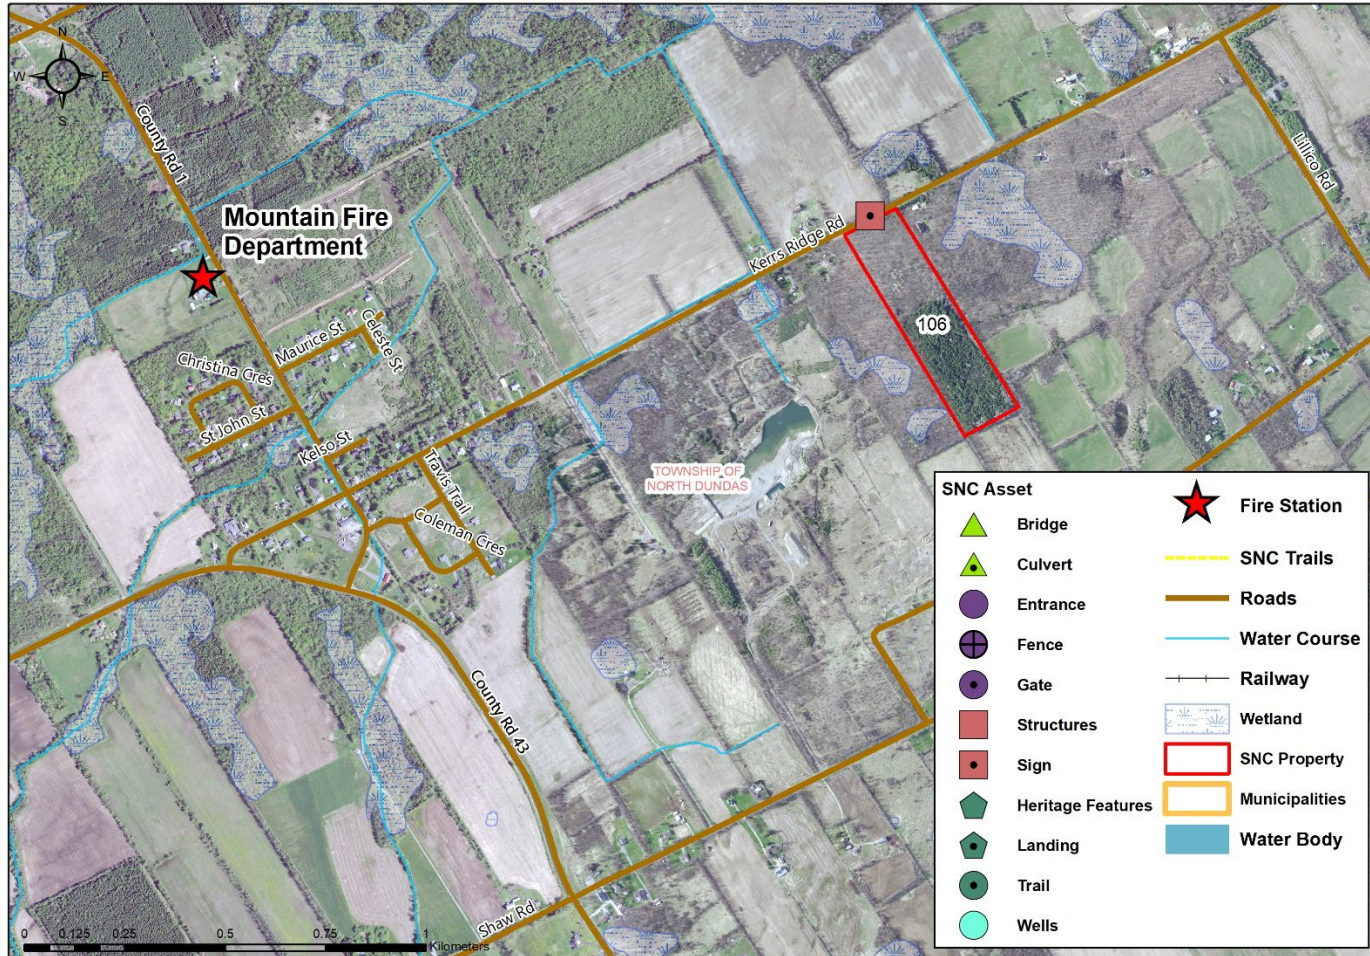 N
W
E
S
County Rd 1
Mountain Fire
Department
Christina Cres
Maurice St
Celeste St
St John St
Kelso St
Travis Trail
Coleman Cres
Kerrs Ridge Rd
Lillico Rd
106
TOWNSHIP OF
NORTH DUNDAS
County Rd 43
Shaw Rd
0 0.125 0.25 0.5 0.75 1
Kilometers
SNC Asset
Bridge
Culvert
Entrance
Fence
Gate
Structures
Sign
Heritage Features
Landing
Trail
Wells
Fire Station
SNC Trails
Roads
Water Course
Railway
Wetland
SNC Property
Municipalities
Water Body